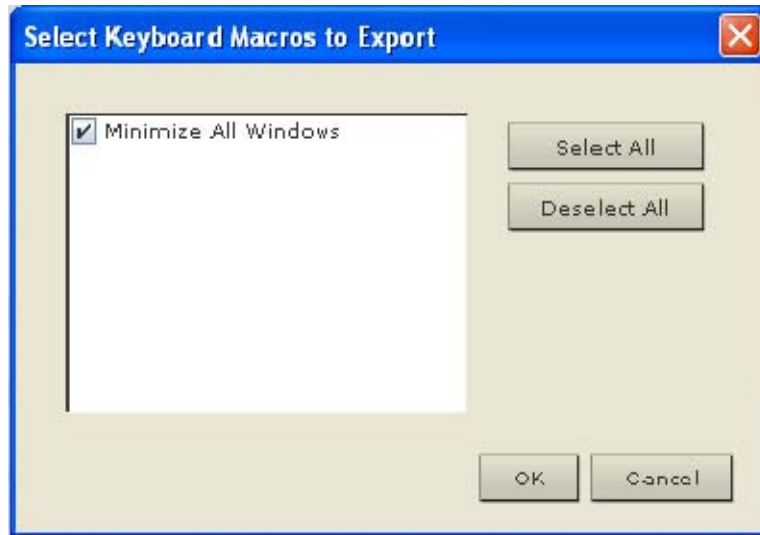 Select Keyboard Macros to Export
Minimize All Windows
Select All
Deselect All
OK
Cancel